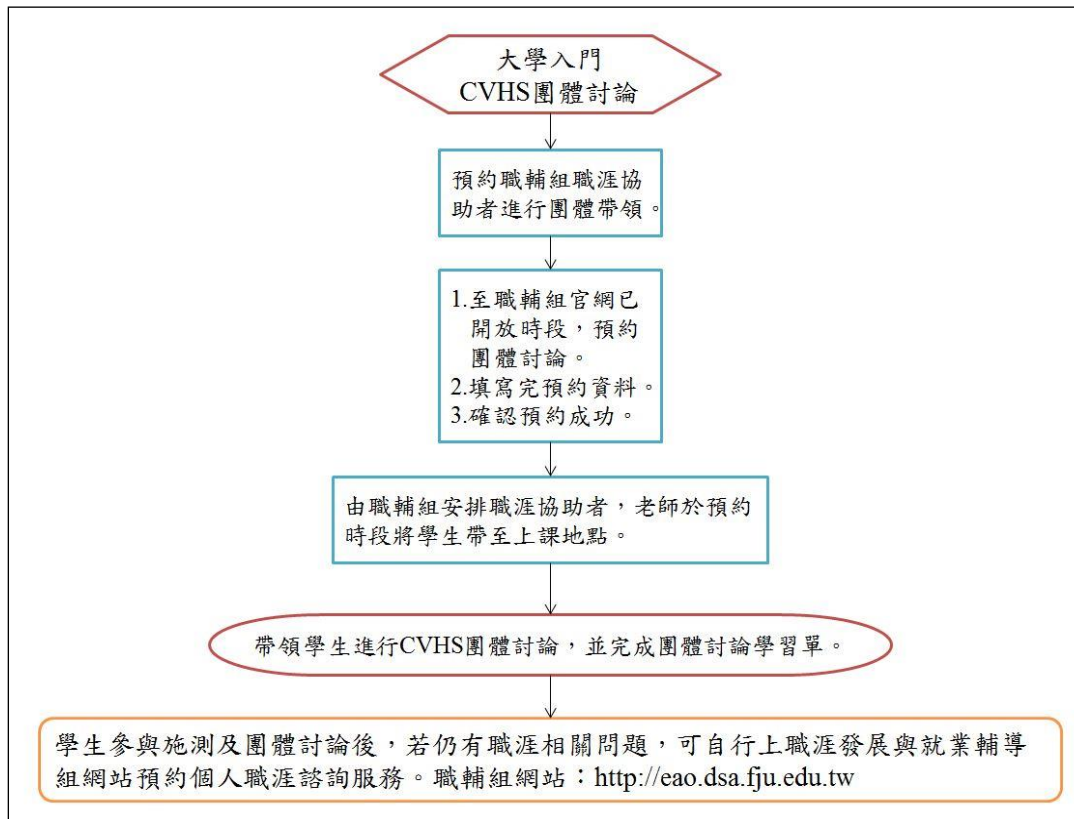 大學入門
CVHS團體討論
預約職輔組職涯協
助者進行團體帶領。
1.至職輔組官網已
開放時段，預約
團體討論。
2.填寫完預約資料。
3.確認預約成功。
由職輔組安排職涯協助者，老師於預約
時段將學生帶至上課地點。
帶領學生進行CVHS團體討論，並完成團體討論學習單。
學生參與施測及團體討論後，若仍有職涯相關問題，可自行上職涯發展與就業輔導
組網站預約個人職涯諮詢服務。職輔組網站：http://eao.dsa.fju.edu.tw